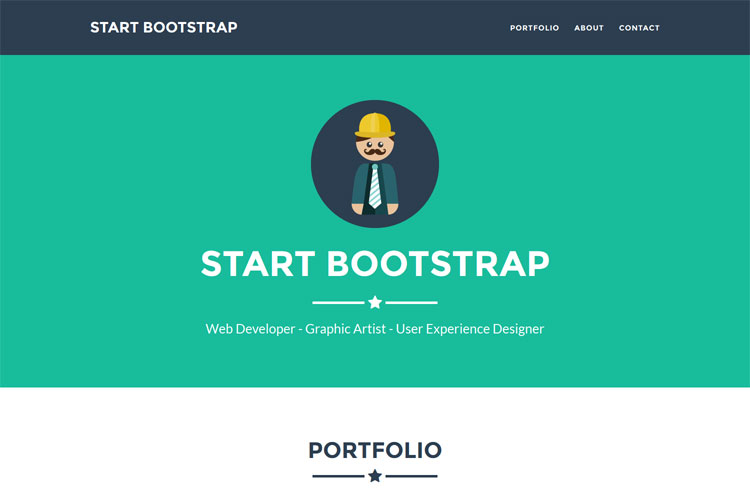 START BOOTSTRAP
PORTFOLIO ABOUT CONTACT
START BOOTSTRAP
Web Developer - Graphic Artist - User Experience Designer
PORTFOLIO